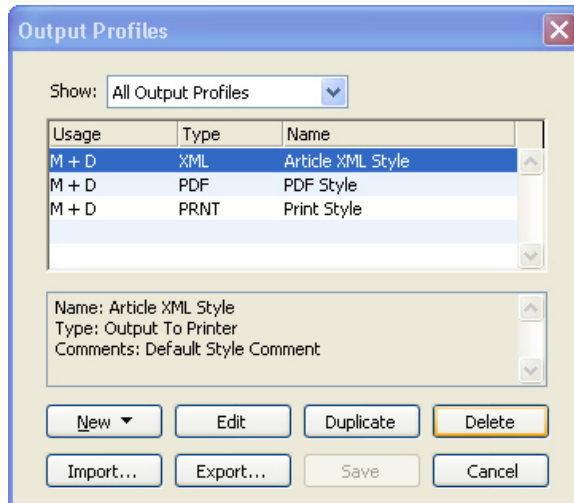 Output Profiles
Show: All Output Profiles
Usage Type Name
M + D XML Article XML Style
M + D PDF PDF Style
M + D PRNT Print Style
Name: Article XML Style
Type: Output To Printer
Comments: Default Style Comment
New Edit Duplicate Delete
Import... Export... Save Cancel